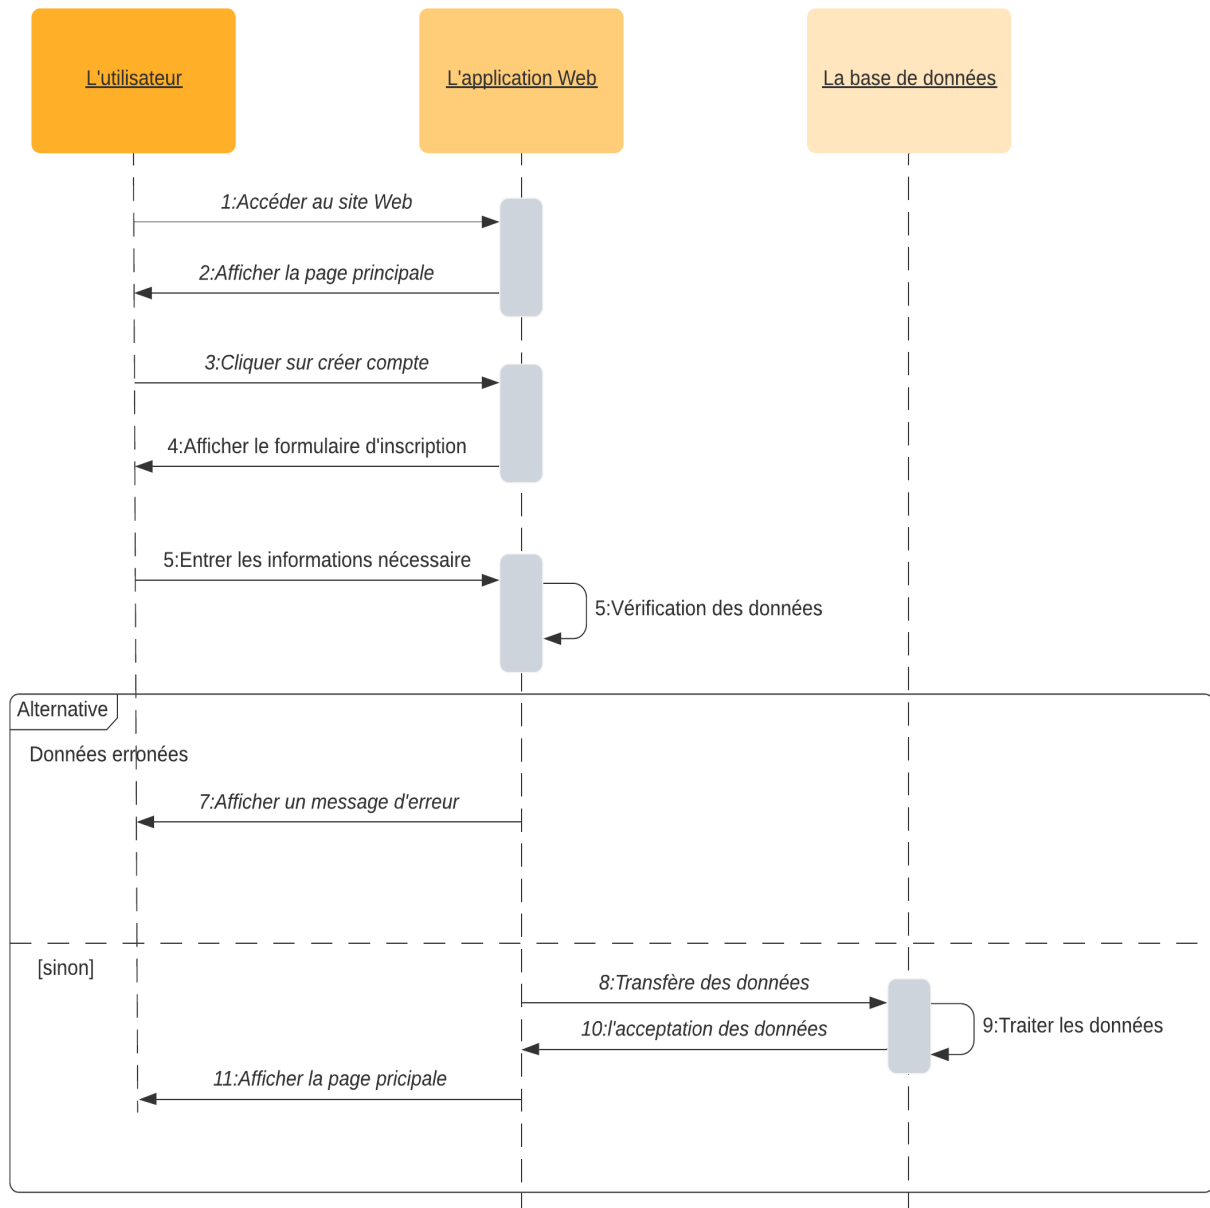 L'utilisateur
L'application Web
La base de données
1:Accéder au site Web
2:Afficher la page principale
3:Cliquer sur créer compte
4:Afficher le formulaire d'inscription
5:Entrer les informations nécessaire
5:Vérification des données
Alternative
Données erronées
7:Afficher un message d'erreur
[sinon]
8:Transfère des données
9:Traiter les données
10:l'acceptation des données
11:Afficher la page pricipale